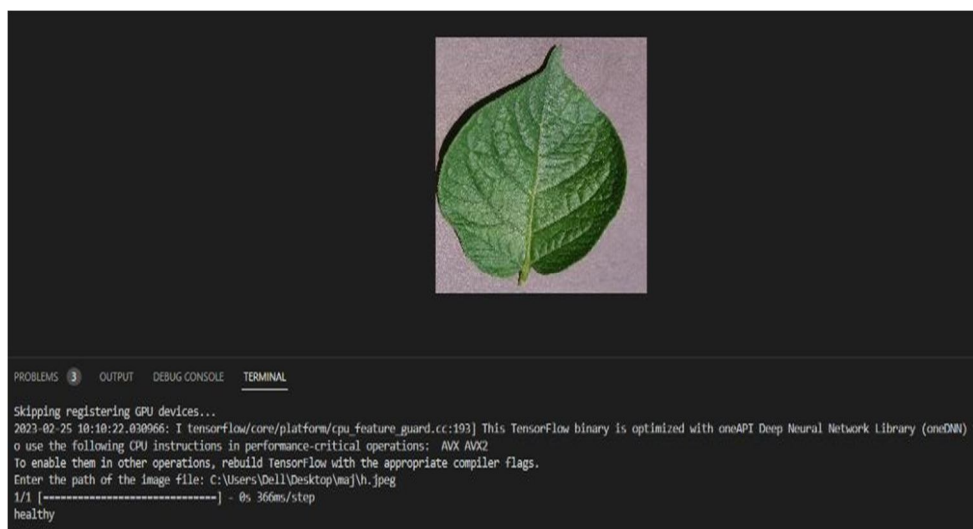 PROBLEMS 3 OUTPUT DEBUG CONSOLE TERMINAL
Skipping registering GPU devices...
2023-02-25 10:10:22.030966: I tensorflow/core/platform/cpu_feature_guard.cc:193] This TensorFlow binary is optimized with oneAPI Deep Neural Network Library (oneDNN)
o use the following CPU instructions in performance-critical operations:  AVX AVX2
To enable them in other operations, rebuild TensorFlow with the appropriate compiler flags.
Enter the path of the image file: C:\Users\Dell\Desktop\maj\h.jpeg
1/1 [==============================] - 0s 366ms/step
healthy